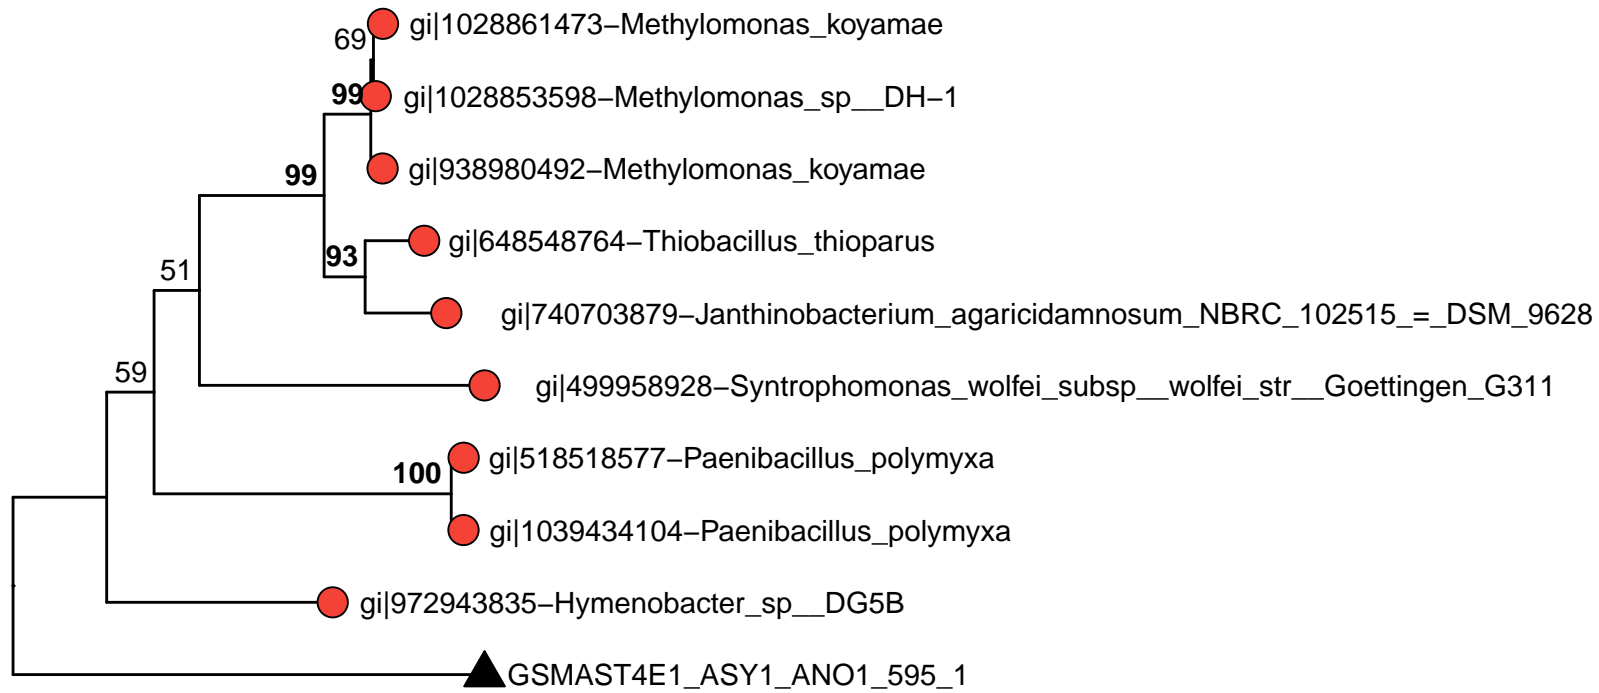 69
gi|1028861473−Methylomonas_koyamae
99
gi|1028853598−Methylomonas_sp__DH−1
gi|938980492−Methylomonas_koyamae
99
gi|648548764−Thiobacillus_thioparus
93
51
gi|740703879−Janthinobacterium_agaricidamnosum_NBRC_102515_=_DSM_9628
59
gi|499958928−Syntrophomonas_wolfei_subsp__wolfei_str__Goettingen_G311
gi|518518577−Paenibacillus_polymyxa
100
gi|1039434104−Paenibacillus_polymyxa
gi|972943835−Hymenobacter_sp__DG5B
GSMAST4E1_ASY1_ANO1_595_1